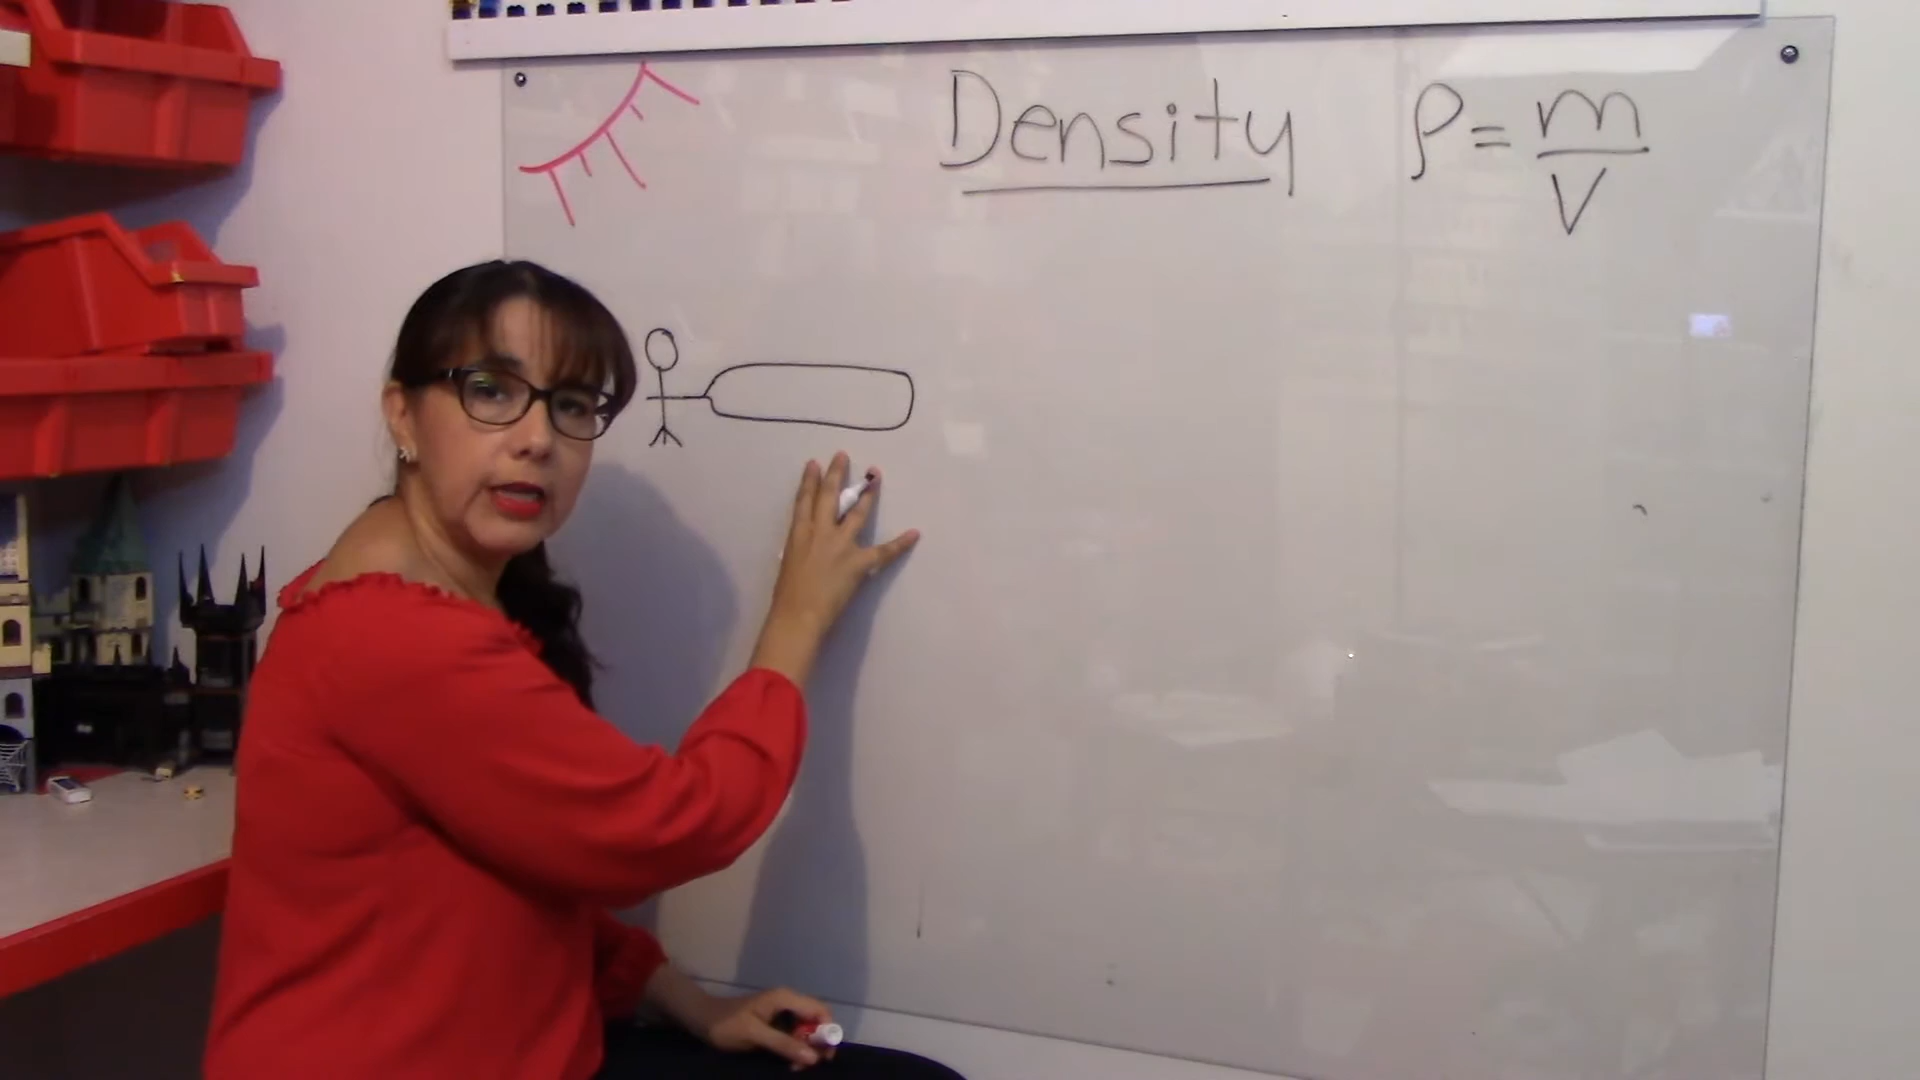 Density ρ = m/V